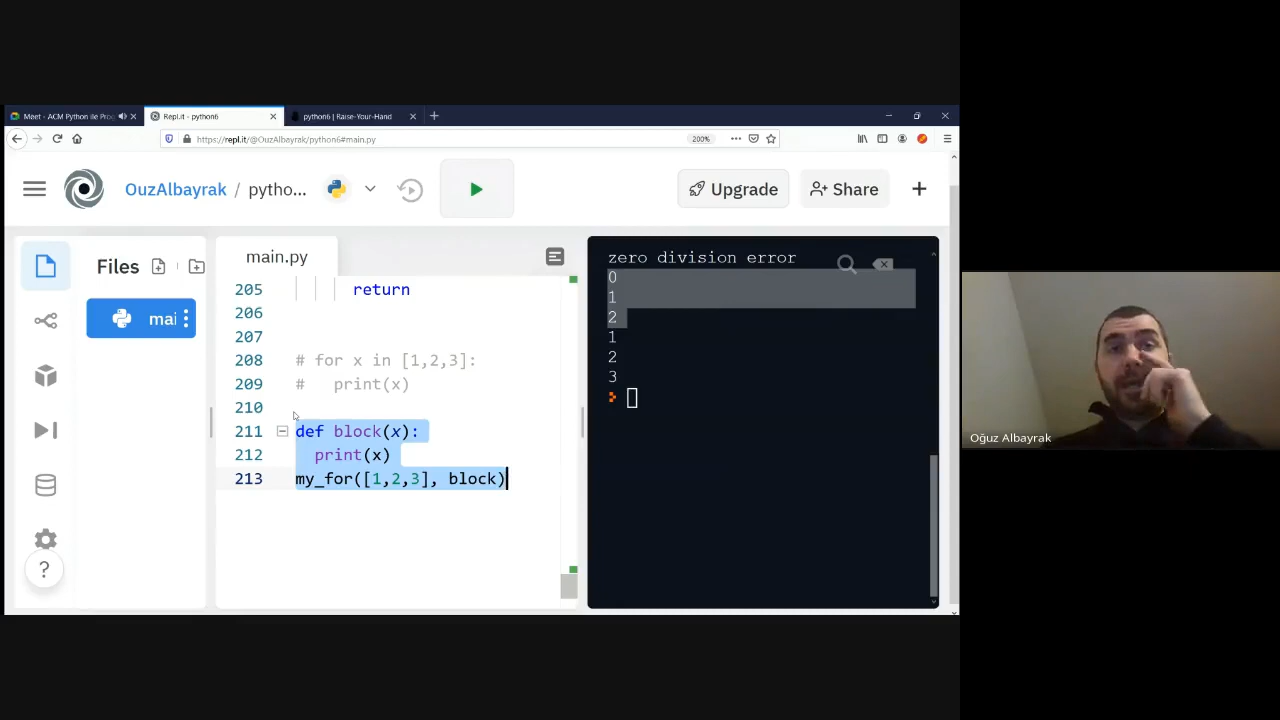 Meet - ACM Python ile Prog
Repl.it - python6
python6 | Raise-Your-Hand
https://repl.it/@OuzAlbayrak/python6#main.py
200%
OuzAlbayrak / pytho...
Upgrade
Share
Files
mai
main.py
205 return
206
207
208 # for x in [1,2,3]:
209 #   print(x)
210
211 def block(x):
212   print(x)
213 my_for([1,2,3], block)
?
zero division error
0
1
2
1
2
3
Oğuz Albayrak